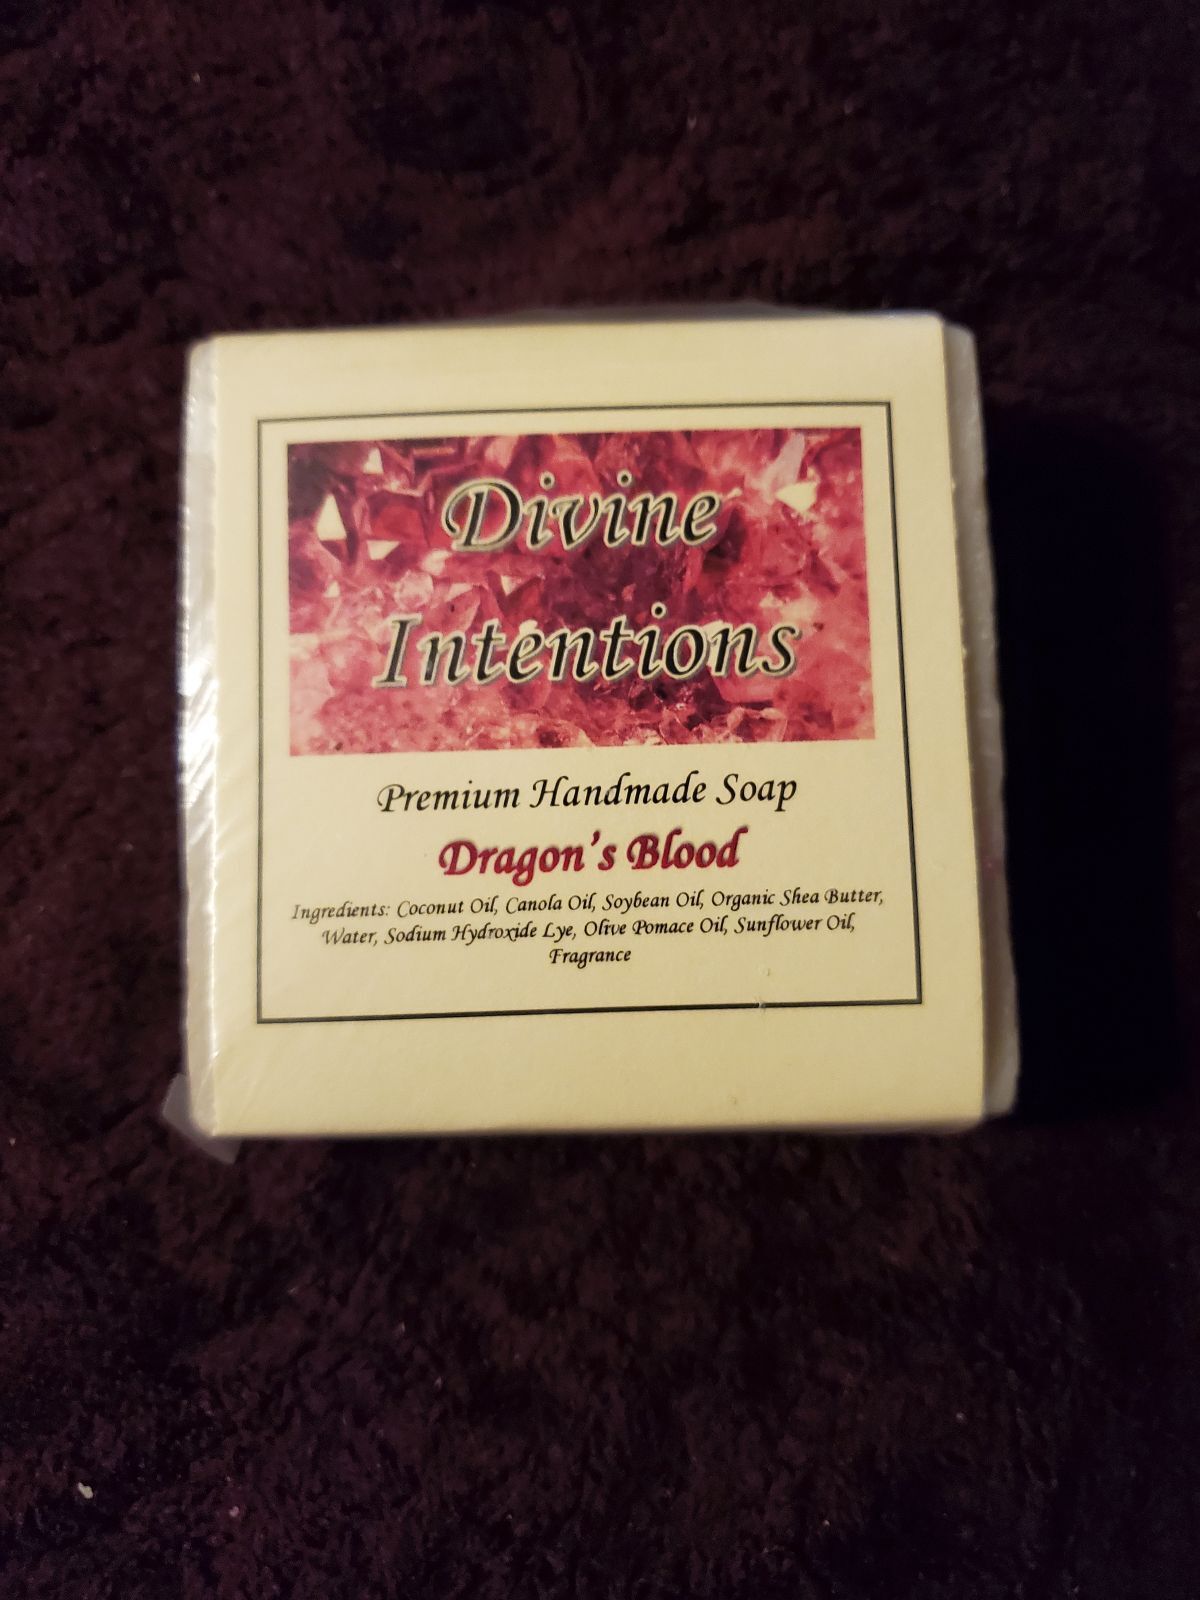 Divine
Intentions
Premium Handmade Soap
Dragon's Blood
Ingredients: Coconut Oil, Canola Oil, Soybean Oil, Organic Shea Butter,
Water, Sodium Hydroxide Lye, Olive Pomace Oil, Sunflower Oil,
Fragrance